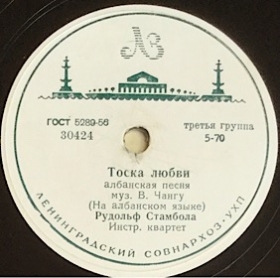 ЛЗ
ГОСТ 5289-56
30424
третья группа
5-70
Тоска любви
албанская песня
муз. В. Чангу
(На албанском языке)
Рудольф Стамбола
Инстр. квартет
ЛЕНИНГРАДСКИЙ СОВНАРХОЗ·УХП